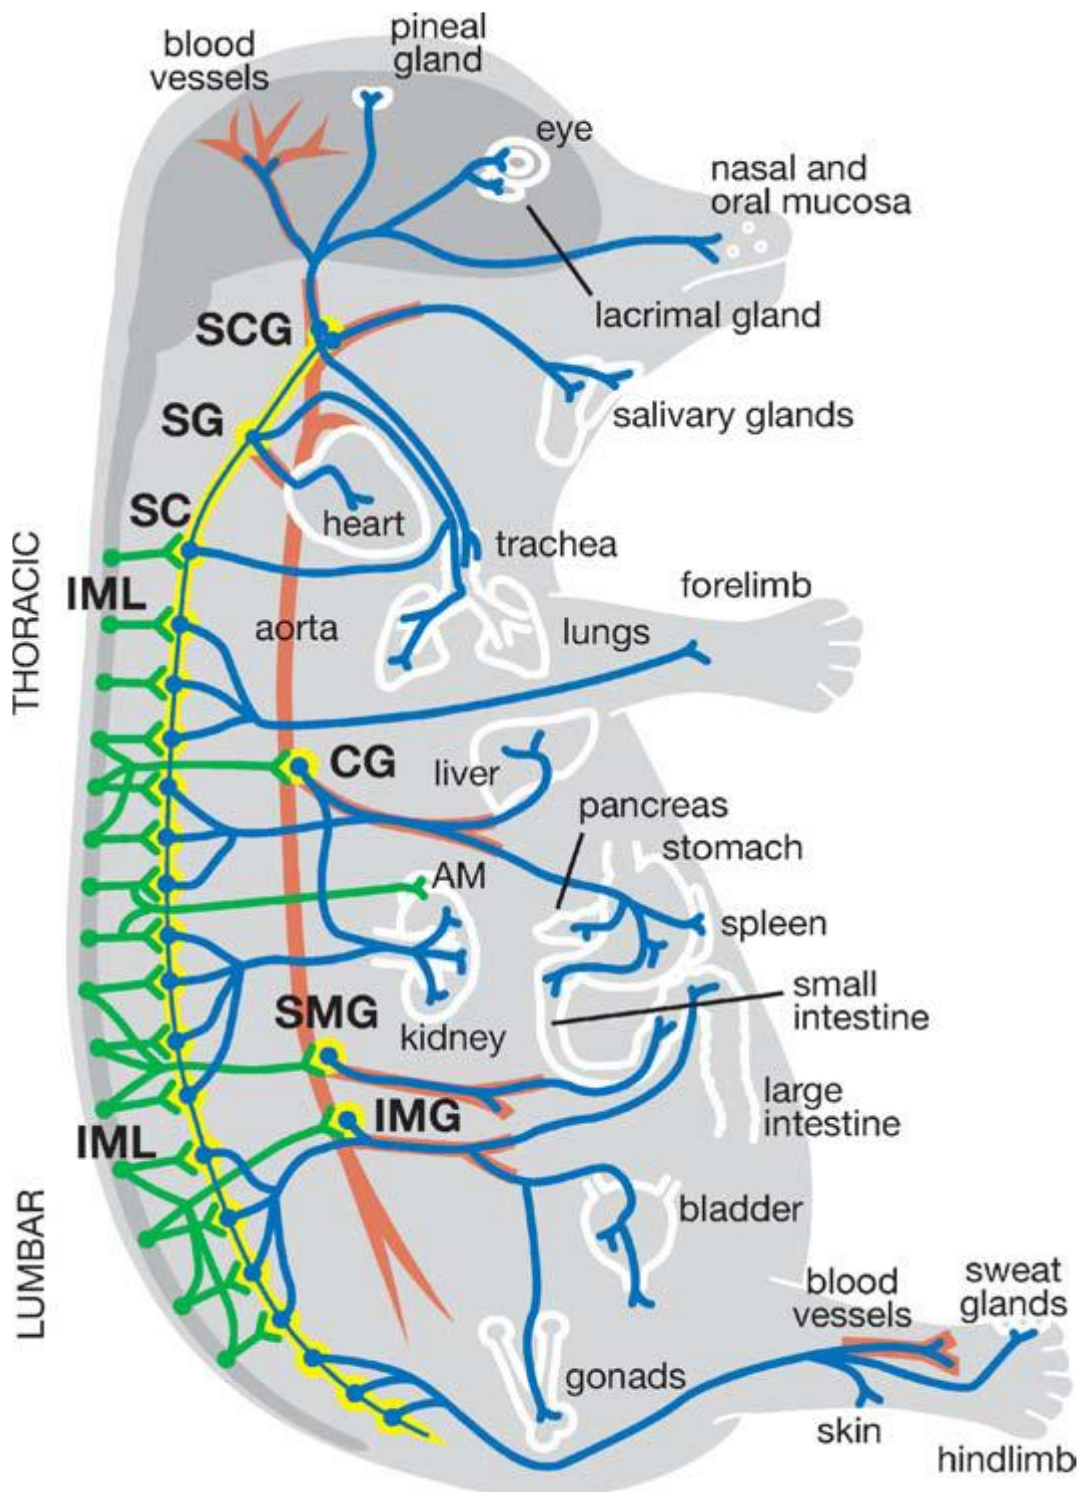 blood
vessels
pineal
gland
eye
nasal and
oral mucosa
lacrimal gland
SCG
salivary glands
SG
SC
heart
trachea
THORACIC
IML
forelimb
aorta
lungs
CG
liver
pancreas
stomach
AM
spleen
small
intestine
SMG
kidney
large
intestine
IMG
IML
LUMBAR
bladder
blood
vessels
sweat
glands
gonads
skin
hindlimb